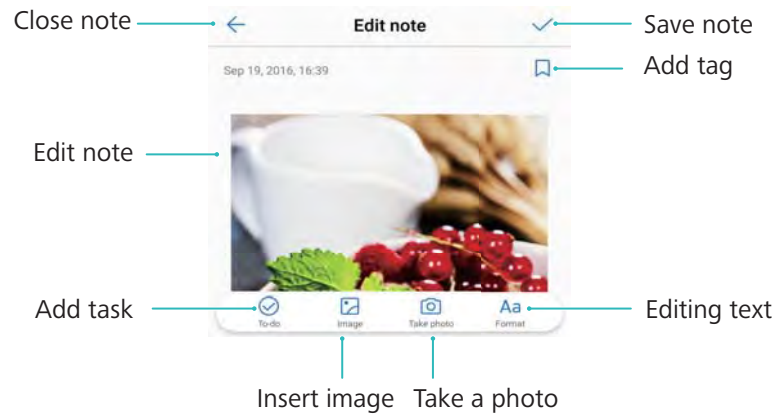 Close note
Edit note
Save note
Sep 19, 2016, 16:39
Add tag
Edit note
Add task
To-do
Image
Take photo
Aa
Format
Editing text
Insert image
Take a photo